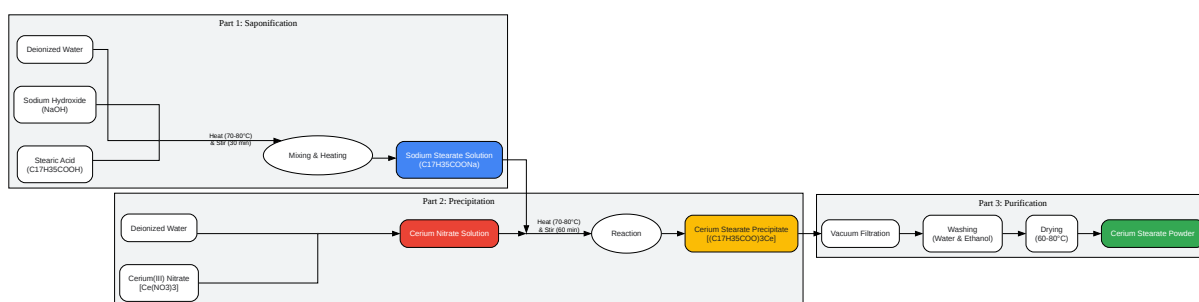 Part 1: Saponification
Deionized Water
Sodium Hydroxide
(NaOH)
Stearic Acid
(C17H35COOH)
Heat (70-80°C)
& Stir (30 min)
Mixing & Heating
Sodium Stearate Solution
(C17H35COONa)
Part 2: Precipitation
Deionized Water
Cerium(III) Nitrate
[Ce(NO3)3]
Cerium Nitrate Solution
Heat (70-80°C)
& Stir (60 min)
Reaction
Cerium Stearate Precipitate
[(C17H35COO)3Ce]
Part 3: Purification
Vacuum Filtration
Washing
(Water & Ethanol)
Drying
(60-80°C)
Cerium Stearate Powder